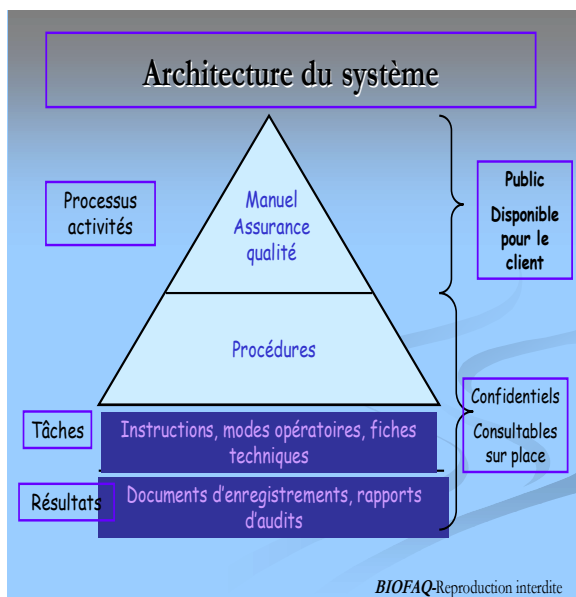 Architecture du système
Processus
activités
Manuel
Assurance
qualité
Public
Disponible
pour le
client
Procédures
Confidentiels
Consultables
sur place
Tâches
Instructions, modes opératoires, fiches
techniques
Résultats
Documents d'enregistrements, rapports
d'audits
BIOFAQ-Reproduction interdite